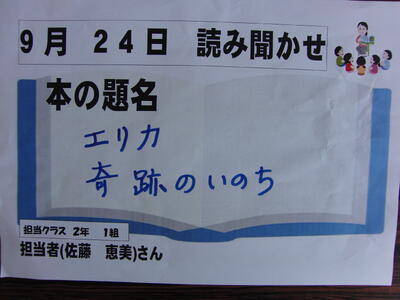 9月 24日 読み聞かせ
本の題名
エリカ
奇跡のいのち
担当クラス 2年 1組
担当者(佐藤 恵美)さん